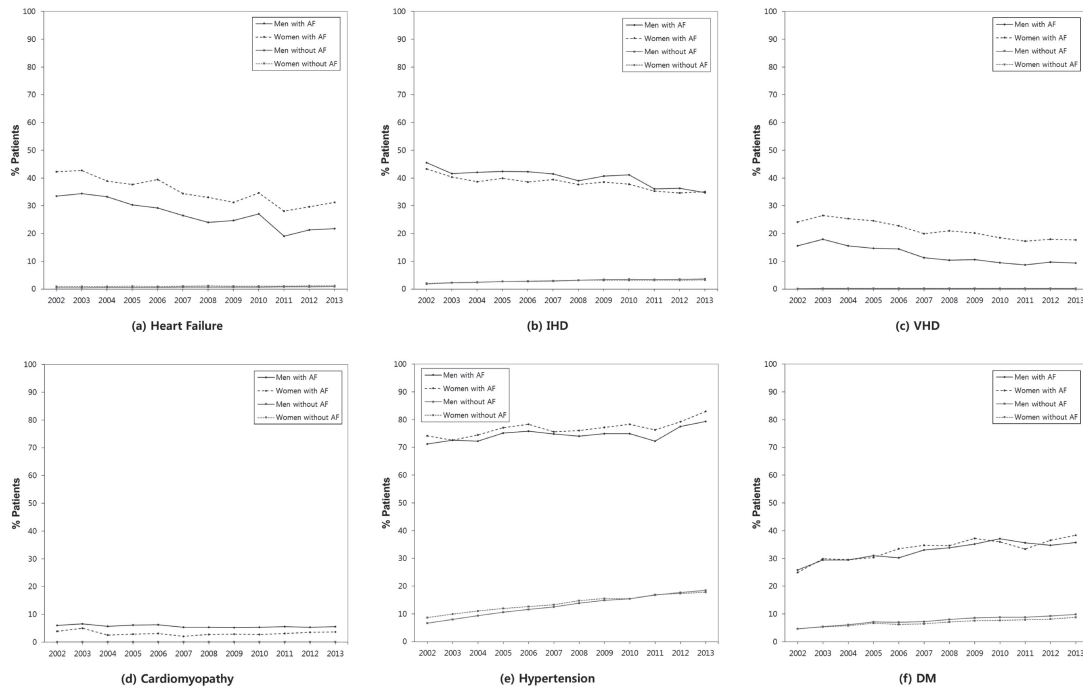 % Patients
100
90
80
70
60
50
40
30
20
10
0
Men with AF
Women with AF
Men without AF
Women without AF
2002 2003 2004 2005 2006 2007 2008 2009 2010 2011 2012 2013
(a) Heart Failure
% Patients
100
90
80
70
60
50
40
30
20
10
0
Men with AF
Women with AF
Men without AF
Women without AF
2002 2003 2004 2005 2006 2007 2008 2009 2010 2011 2012 2013
(b) IHD
% Patients
100
90
80
70
60
50
40
30
20
10
0
Men with AF
Women with AF
Men without AF
Women without AF
2002 2003 2004 2005 2006 2007 2008 2009 2010 2011 2012 2013
(c) VHD
% Patients
100
90
80
70
60
50
40
30
20
10
0
Men with AF
Women with AF
Men without AF
Women without AF
2002 2003 2004 2005 2006 2007 2008 2009 2010 2011 2012 2013
(d) Cardiomyopathy
% Patients
100
90
80
70
60
50
40
30
20
10
0
Men with AF
Women with AF
Men without AF
Women without AF
2002 2003 2004 2005 2006 2007 2008 2009 2010 2011 2012 2013
(e) Hypertension
% Patients
100
90
80
70
60
50
40
30
20
10
0
Men with AF
Women with AF
Men without AF
Women without AF
2002 2003 2004 2005 2006 2007 2008 2009 2010 2011 2012 2013
(f) DM